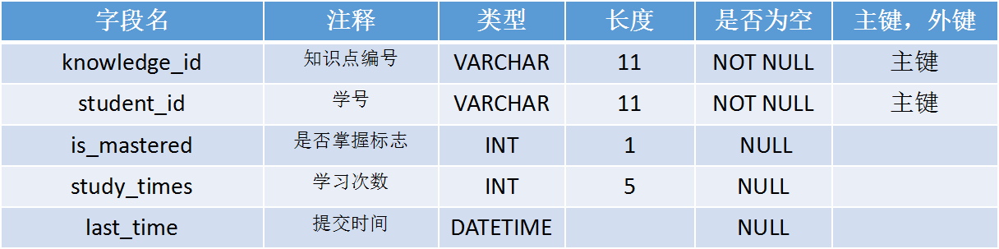 字段名 注释 类型 长度 是否为空 主键，外键
knowledge_id 知识点编号 VARCHAR 11 NOT NULL 主键
student_id 学号 VARCHAR 11 NOT NULL 主键
is_mastered 是否掌握标志 INT 1 NULL
study_times 学习次数 INT 5 NULL
last_time 提交时间 DATETIME NULL